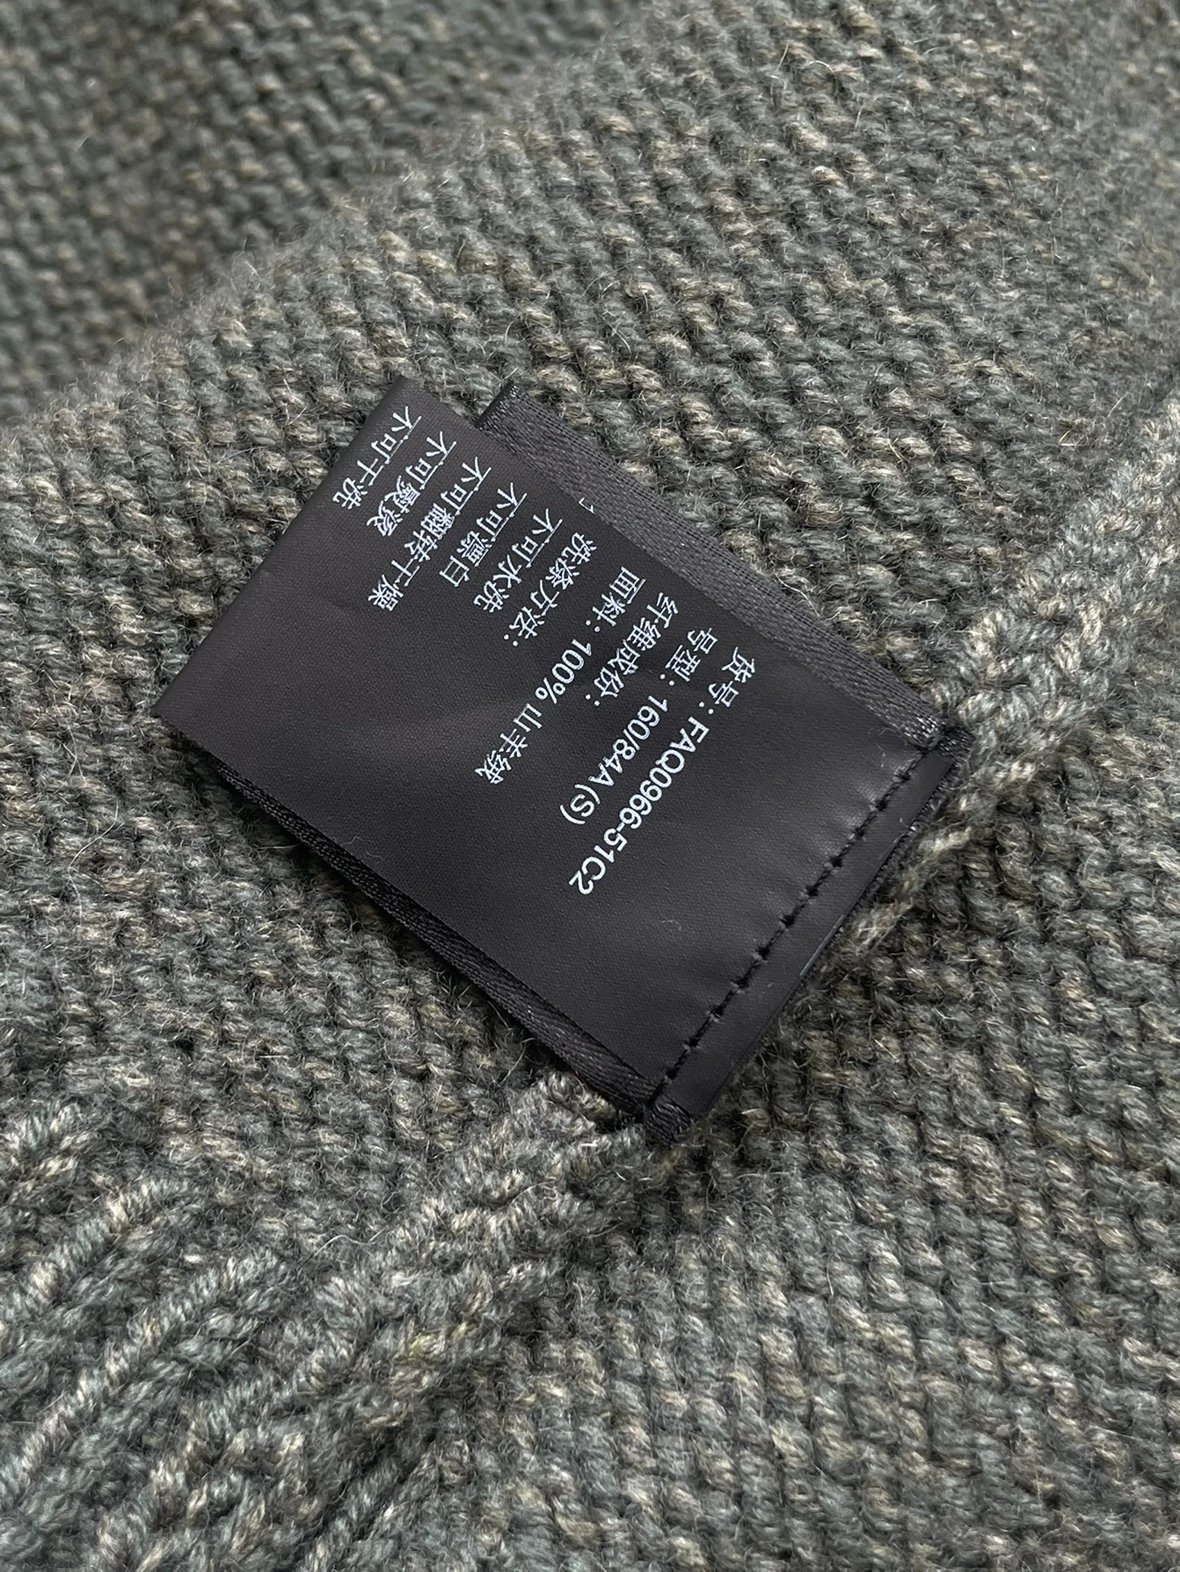 货号：FAQ0966-51C2
号型：160/84A(S)
纤维成份：
面料：100% 山羊绒
洗涤方法：
不可水洗
不可漂白
不可翻转干燥
不可熨烫
不可干洗